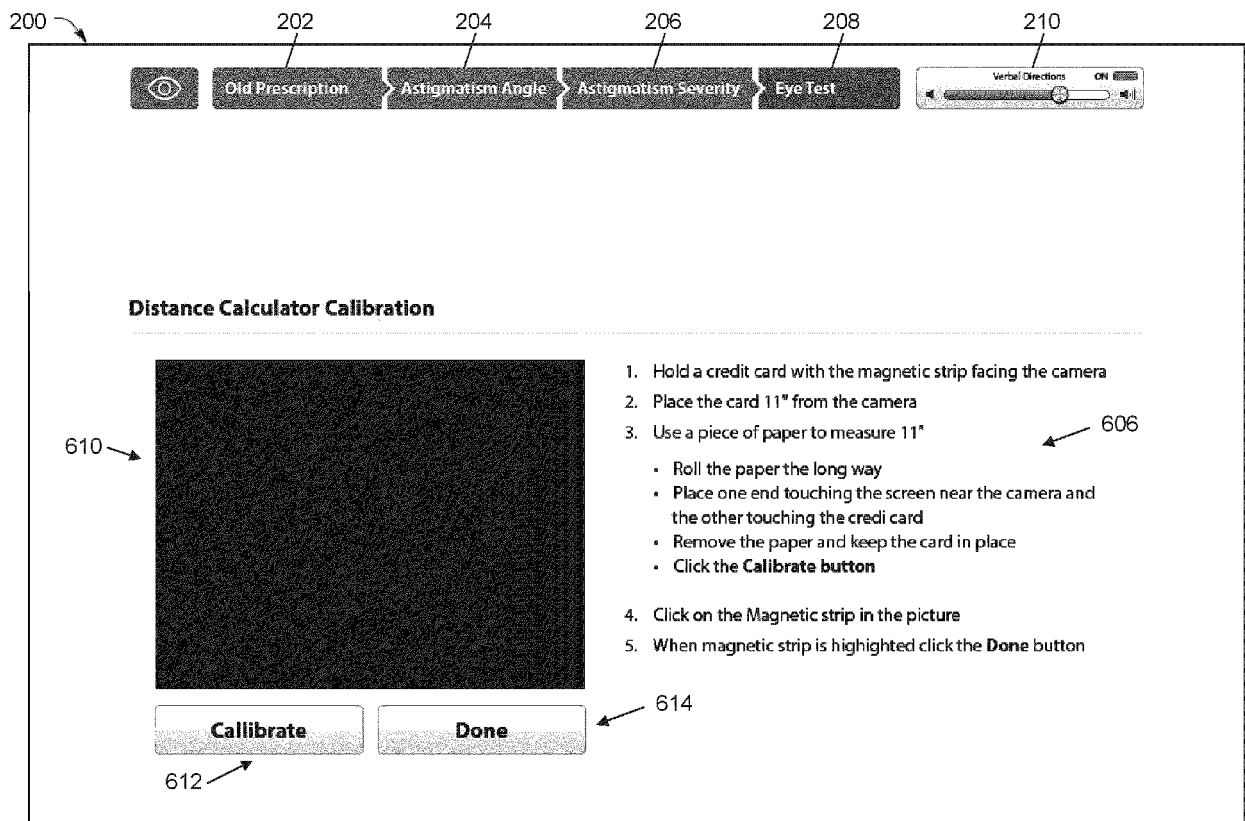 200 202 204 206 208 210
Old Prescription Astigmatism Angle Astigmatism Severity Eye Test Verbal Directions ON
Distance Calculator Calibration
1. Hold a credit card with the magnetic strip facing the camera
2. Place the card 11" from the camera
3. Use a piece of paper to measure 11"
606
610
• Roll the paper the long way
• Place one end touching the screen near the camera and
the other touching the credi card
• Remove the paper and keep the card in place
• Click the Calibrate button
4. Click on the Magnetic strip in the picture
5. When magnetic strip is highighted click the Done button
614
Callibrate Done
612